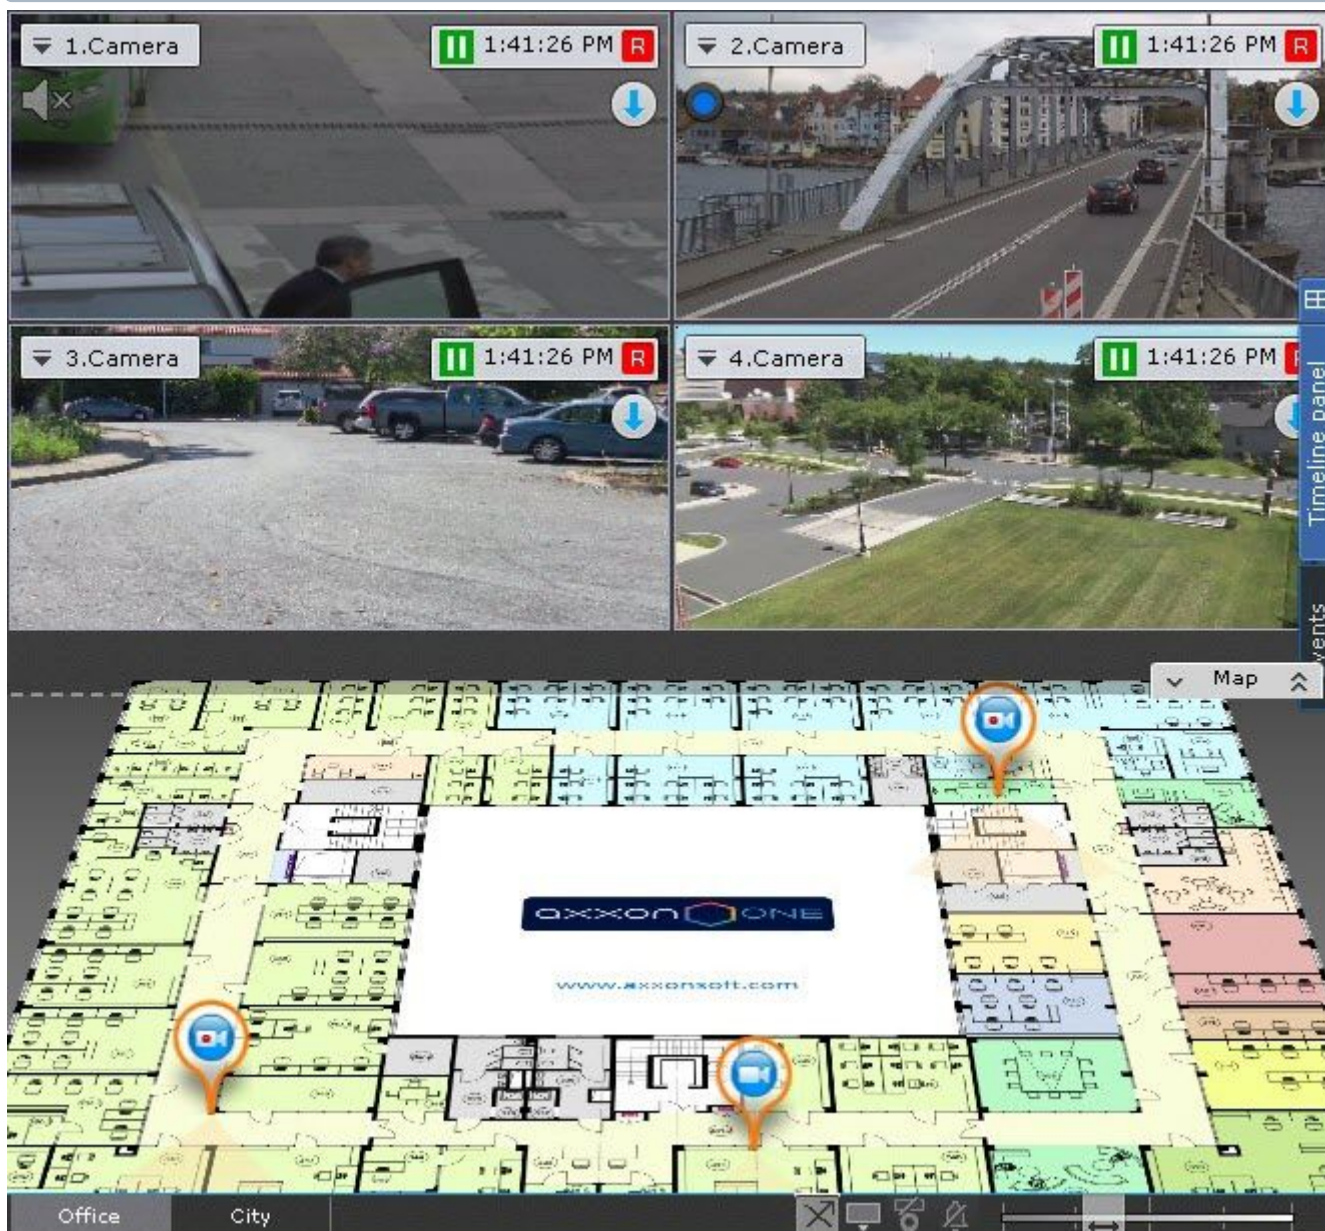 1.Camera
1:41:26 PM R
2.Camera
1:41:26 PM R
3.Camera
1:41:26 PM R
4.Camera
1:41:26 PM
Timeline panel
Map
axxon ONE
www.axxonsoft.com
Office
City